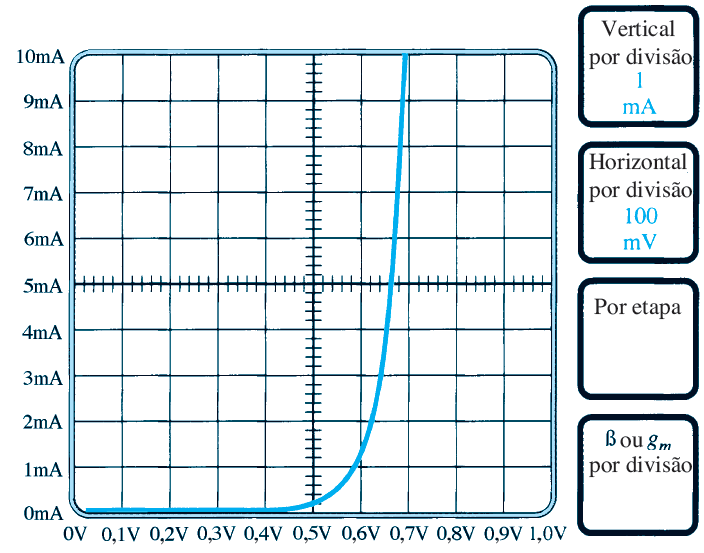 10mA
9mA
8mA
7mA
6mA
5mA
4mA
3mA
2mA
1mA
0mA
0V 0,1V 0,2V 0,3V 0,4V 0,5V 0,6V 0,7V 0,8V 0,9V 1,0V
Vertical
por divisão
1
mA
Horizontal
por divisão
100
mV
Por etapa
ß ou gm
por divisão